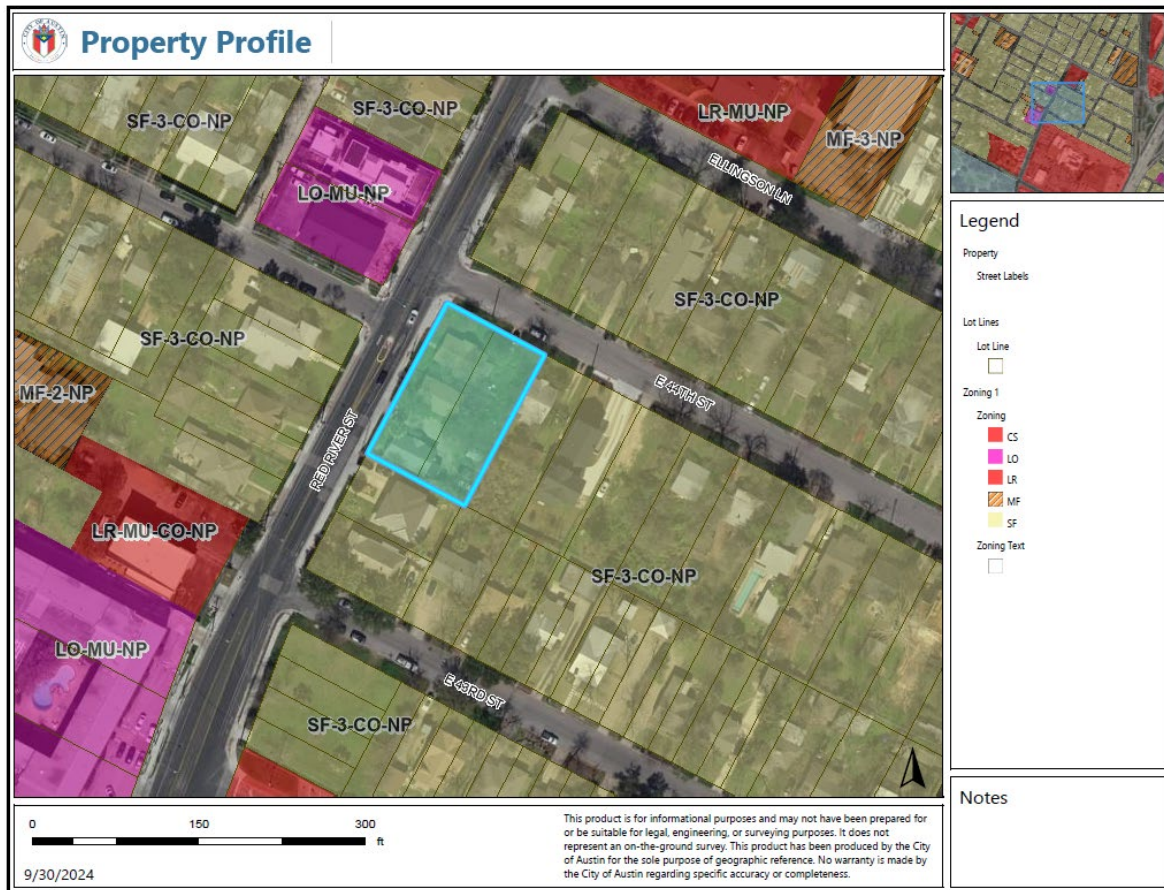 CITY OF AUSTIN
Property Profile
SF-3-CO-NP
SF-3-CO-NP
LR-MU-NP
MF-3-NP
LO-MU-NP
ELLINGSON LN
SF-3-CO-NP
SF-3-CO-NP
MF-2-NP
E 44TH ST
RED RIVER ST
LR-MU-CO-NP
SF-3-CO-NP
LO-MU-NP
E 43RD ST
SF-3-CO-NP
Legend
Property
Street Labels
Lot Lines
Lot Line
Zoning 1
Zoning
CS
LO
LR
MF
SF
Zoning Text
Notes
0 150 300
ft
9/30/2024
This product is for informational purposes and may not have been prepared for
or be suitable for legal, engineering, or surveying purposes. It does not
represent an on-the-ground survey. This product has been produced by the City
of Austin for the sole purpose of geographic reference. No warranty is made by
the City of Austin regarding specific accuracy or completeness.